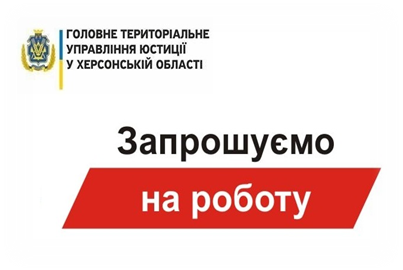 ГОЛОВНЕ ТЕРИТОРІАЛЬНЕ
УПРАВЛІННЯ ЮСТИЦІЇ
У ХЕРСОНСЬКІЙ ОБЛАСТІ
Запрошуємо
на роботу